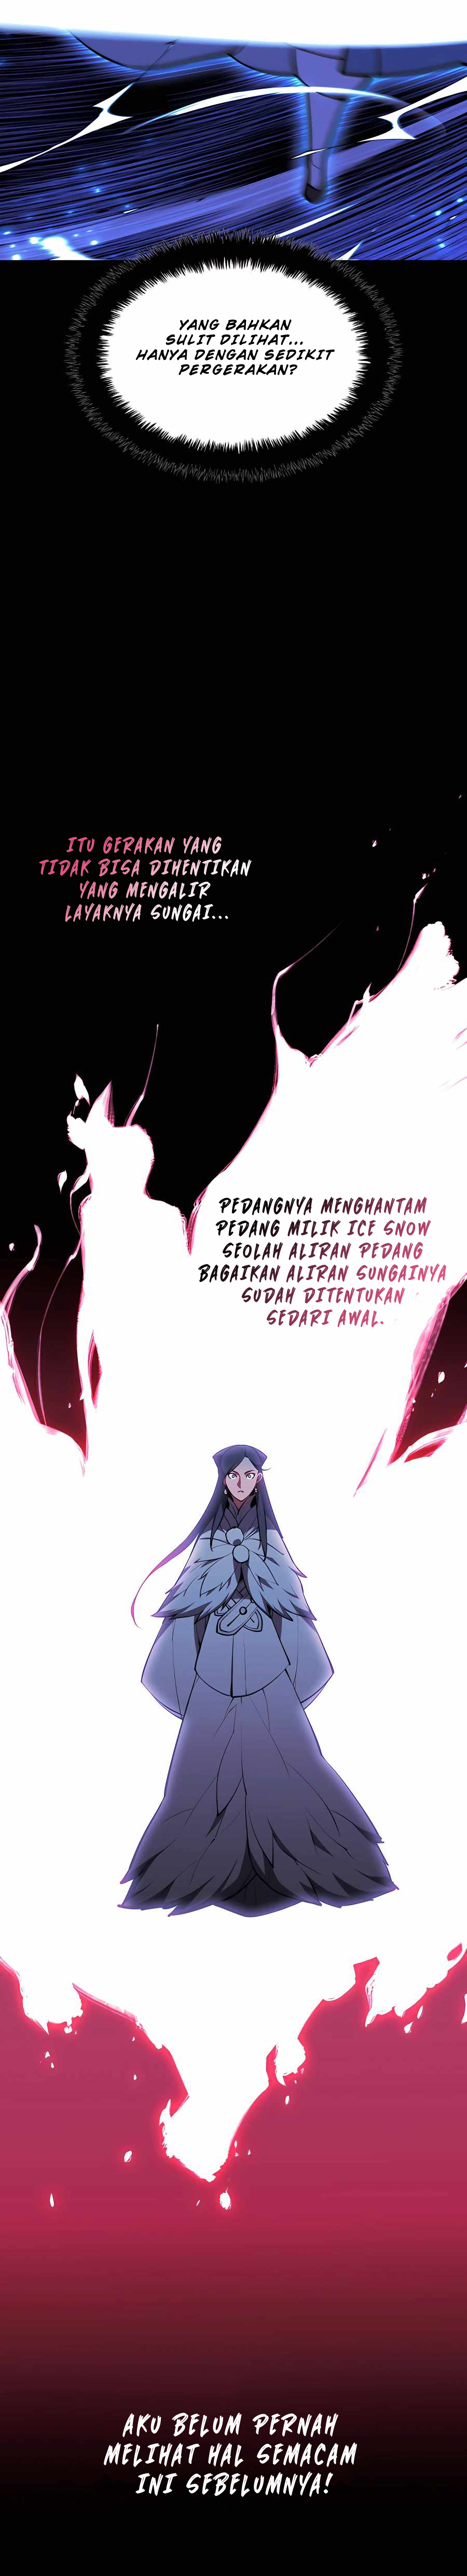 YANG BAHKAN
SULIT DILIHAT...
HANYA DENGAN SEDIKIT
PERGERAKAN?
ITU GERAKAN YANG
TIDAK BISA DIHENTIKAN
YANG MENGALIR
LAYAKNYA SUNGAI...
PEDANGNYA MENGHANTAM
PEDANG MILIK ICE SNOW
SEOLAH ALIRAN PEDANG
BAGAIKAN ALIRAN SUNGAINYA
SUDAH DITENTUKAN
SEDARI AWAL.
AKU BELUM PERNAH
MELIHAT HAL SEMACAM
INI SEBELUMNYA!